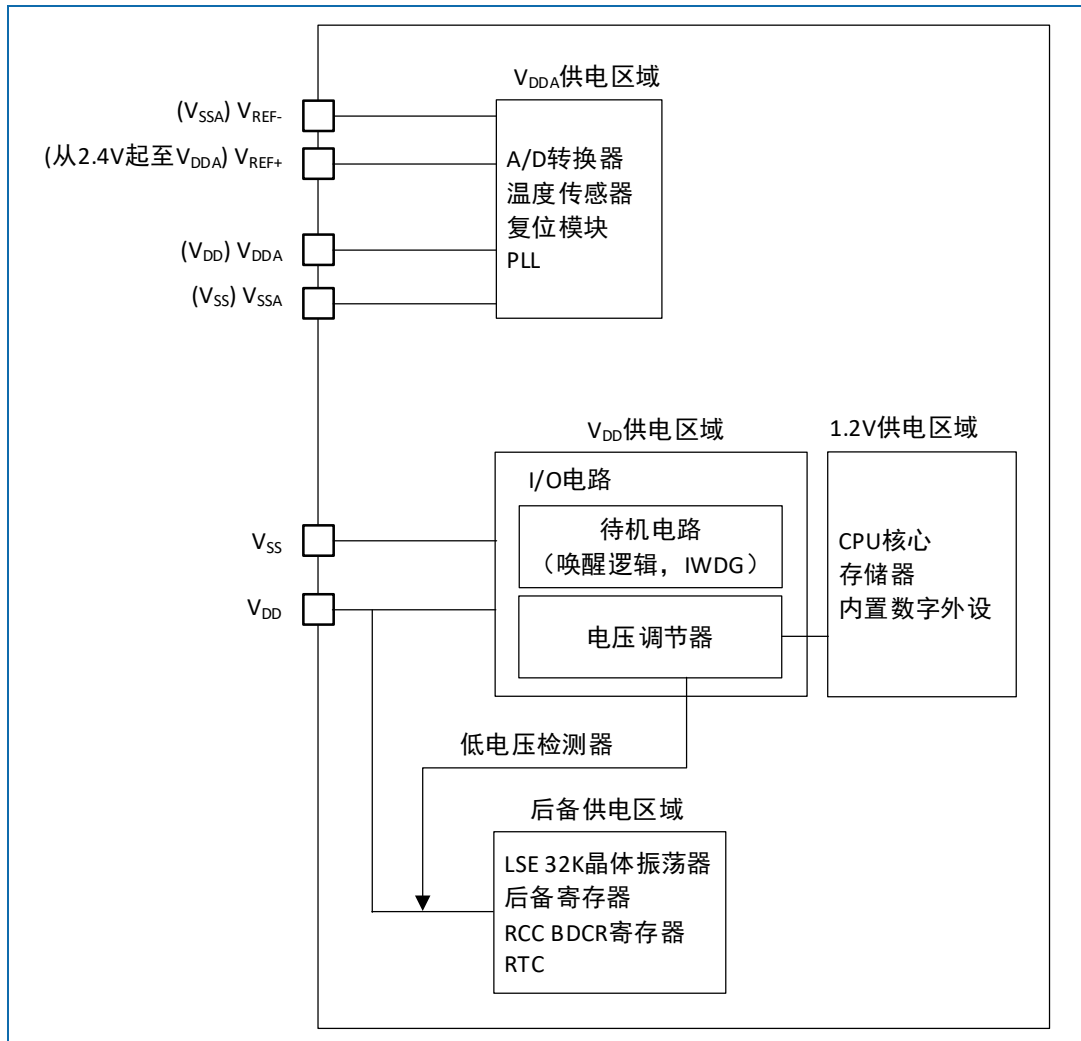 VDDA供电区域
(VSSA) VREF-
(从2.4V起至VDDA) VREF+
(VDD) VDDA
(VSS) VSSA
A/D转换器
温度传感器
复位模块
PLL
VDD供电区域
1.2V供电区域
I/O电路
待机电路
（唤醒逻辑，IWDG）
电压调节器
VSS
VDD
CPU核心
存储器
内置数字外设
低电压检测器
后备供电区域
LSE 32K晶体振荡器
后备寄存器
RCC BDCR寄存器
RTC